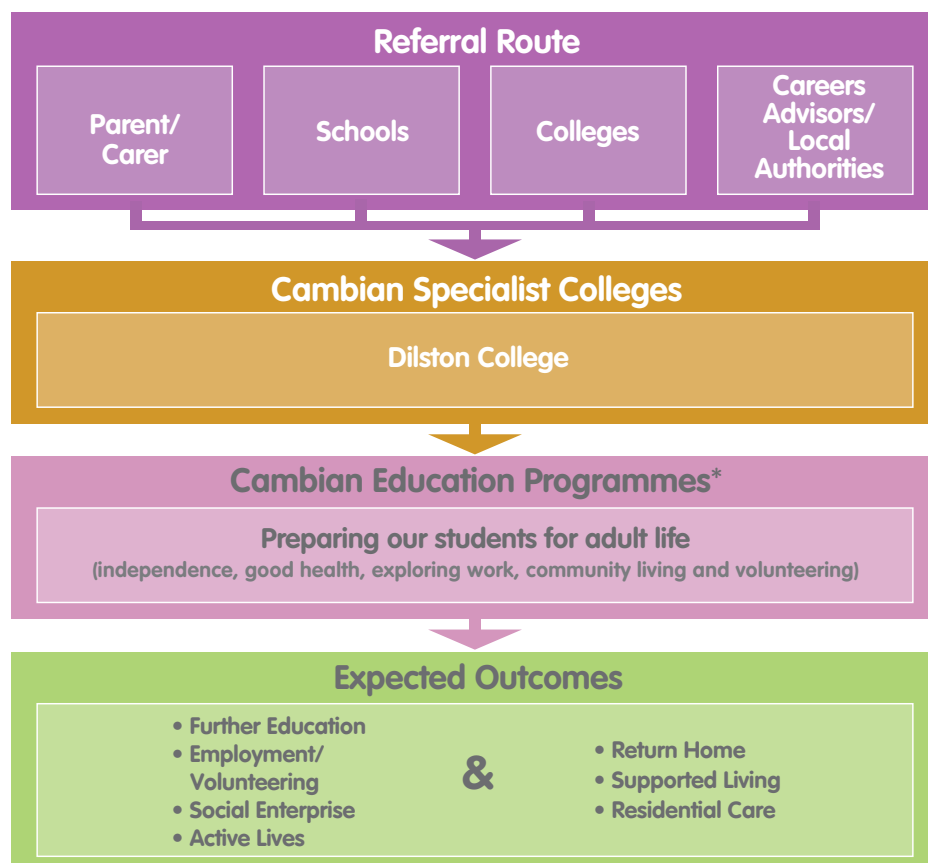 Referral Route
Parent/
Carer
Schools
Colleges
Careers
Advisors/
Local
Authorities
Cambian Specialist Colleges
Dilston College
Cambian Education Programmes*
Preparing our students for adult life
(independence, good health, exploring work, community living and volunteering)
Expected Outcomes
• Further Education
• Employment/
Volunteering
• Social Enterprise
• Active Lives
&
• Return Home
• Supported Living
• Residential Care